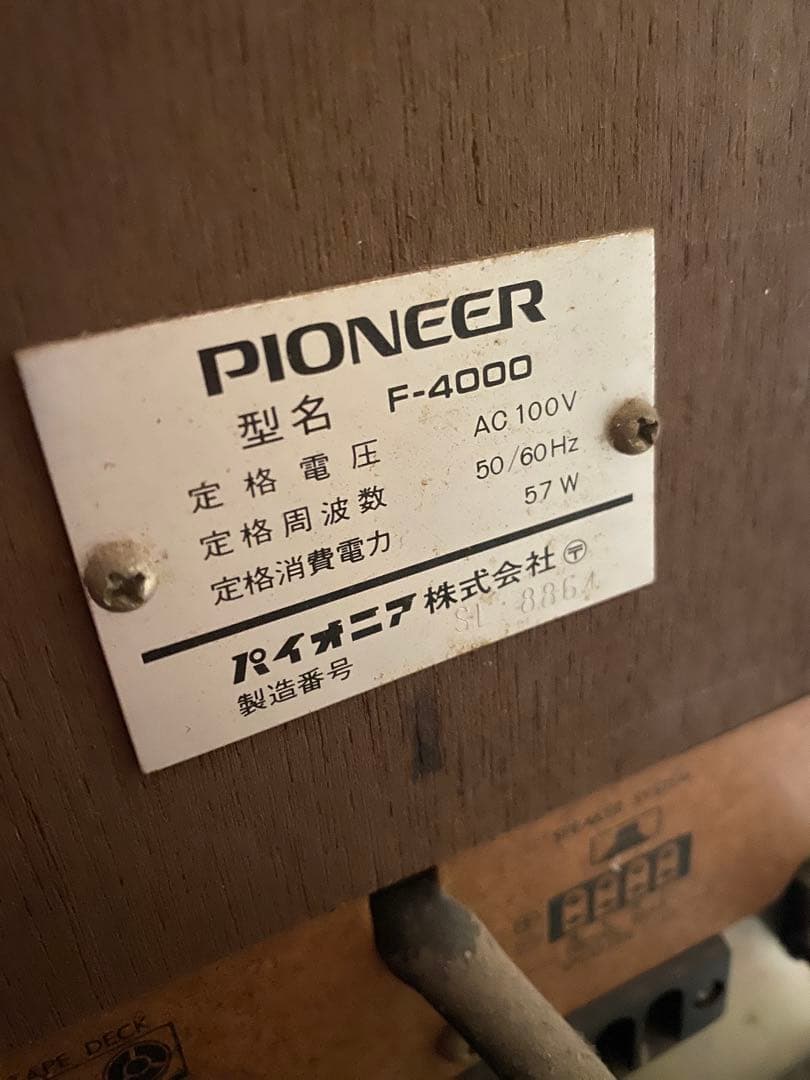 PIONEER
型名 F-4000
定格電圧 AC 100V
定格周波数 50/60Hz
定格消費電力 57W
パイオニア株式会社 〒
製造番号
SPEAKER SYSTEM
TAPE DECK